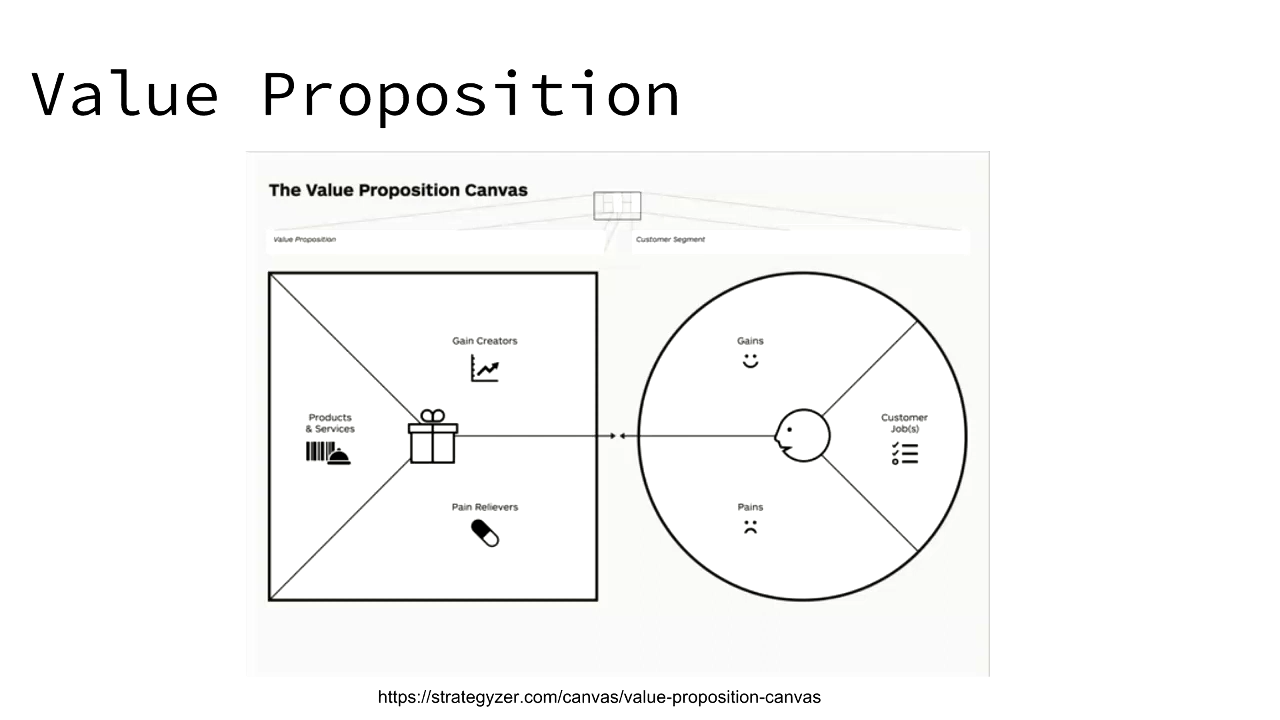 Value Proposition
The Value Proposition Canvas
Value Proposition
Customer Segment
Gain Creators
Products
& Services
Pain Relievers
Gains
Customer
Job(s)
Pains
https://strategyzer.com/canvas/value-proposition-canvas